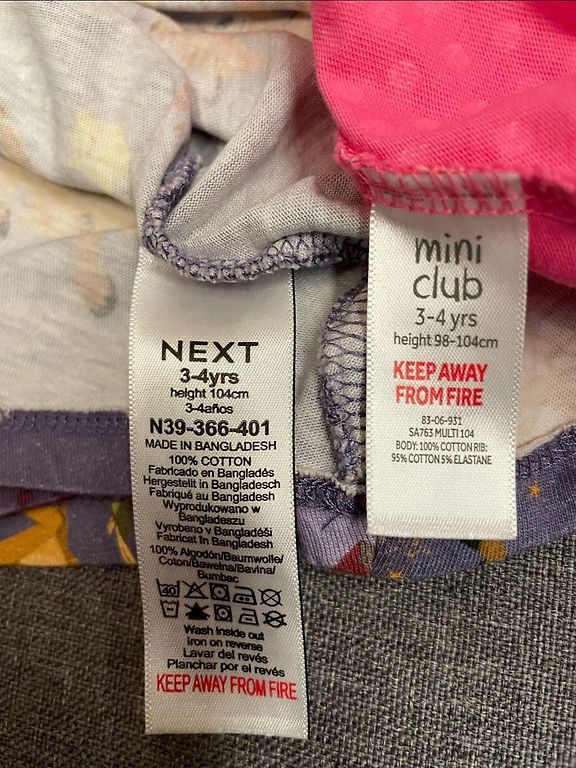 NEXT
3-4yrs
height 104cm
3-4años
N39-366-401
MADE IN BANGLADESH
100% COTTON
Fabricado en Bangladés
Hergestellt in Bangladesch
Fabriqué au Bangladesh
Wyprodukowano w
Bangladeszu
Vyrobeno v Bangladéši
Fabricat în Bangladesh
100% Algodón/Baumwolle/
Coton/Bawełna/Bavlna/
Bumbac
40
Wash inside out
Iron on reverse
Lavar del revés
Planchar por el revés
KEEP AWAY FROM FIRE
mini
club
3-4 yrs
height 98-104cm
KEEP AWAY
FROM FIRE
83-06-931
SA763 MULTI 104
BODY: 100% COTTON RIB:
95% COTTON 5% ELASTANE